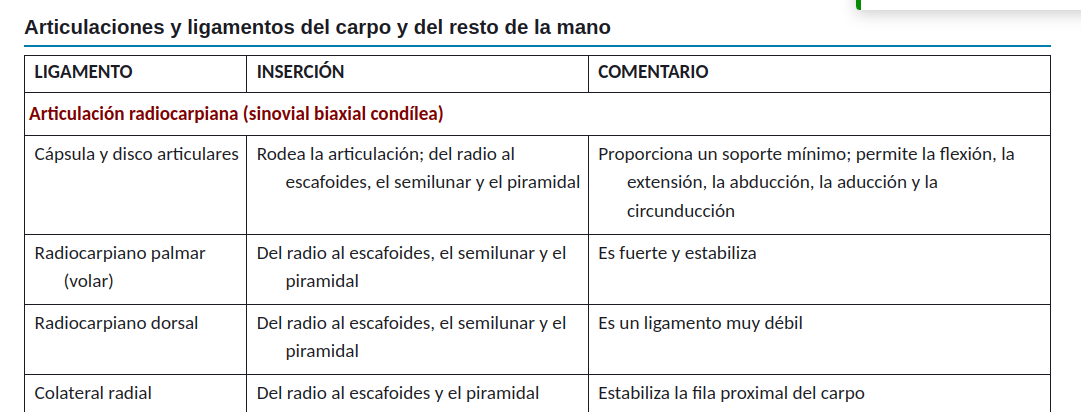 Articulaciones y ligamentos del carpo y del resto de la mano
LIGAMENTO INSERCIÓN COMENTARIO
Articulación radiocarpiana (sinovial biaxial condílea)
Cápsula y disco articulares
Rodea la articulación; del radio al
escafoides, el semilunar y el piramidal
Proporciona un soporte mínimo; permite la flexión, la
extensión, la abducción, la aducción y la
circunducción
Radiocarpiano palmar
(volar)
Del radio al escafoides, el semilunar y el
piramidal
Es fuerte y estabiliza
Radiocarpiano dorsal
Del radio al escafoides, el semilunar y el
piramidal
Es un ligamento muy débil
Colateral radial
Del radio al escafoides y el piramidal
Estabiliza la fila proximal del carpo